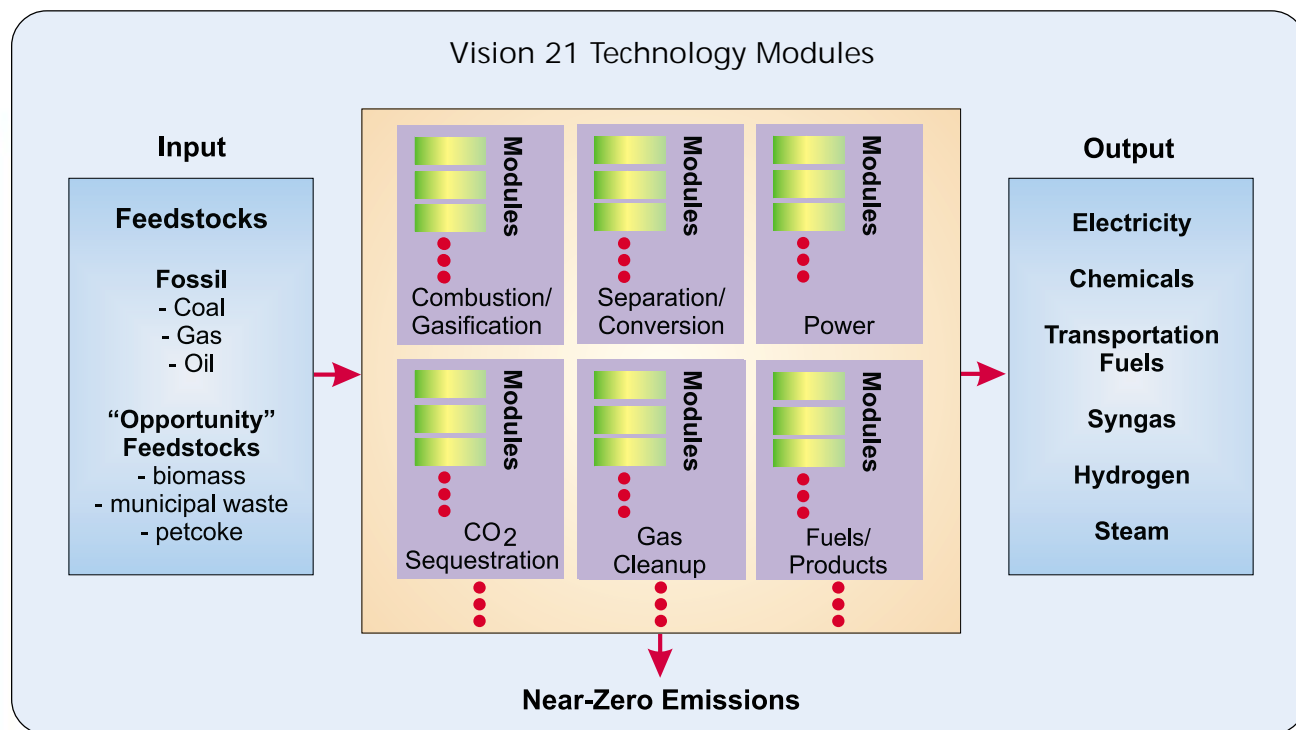 Vision 21 Technology Modules
Input
Feedstocks
Fossil
- Coal
- Gas
- Oil
“Opportunity”
Feedstocks
- biomass
- municipal waste
- petcoke
Modules
Combustion/
Gasification
Modules
Separation/
Conversion
Modules
Power
Modules
CO2
Sequestration
Modules
Gas
Cleanup
Modules
Fuels/
Products
Output
Electricity
Chemicals
Transportation
Fuels
Syngas
Hydrogen
Steam
Near-Zero Emissions